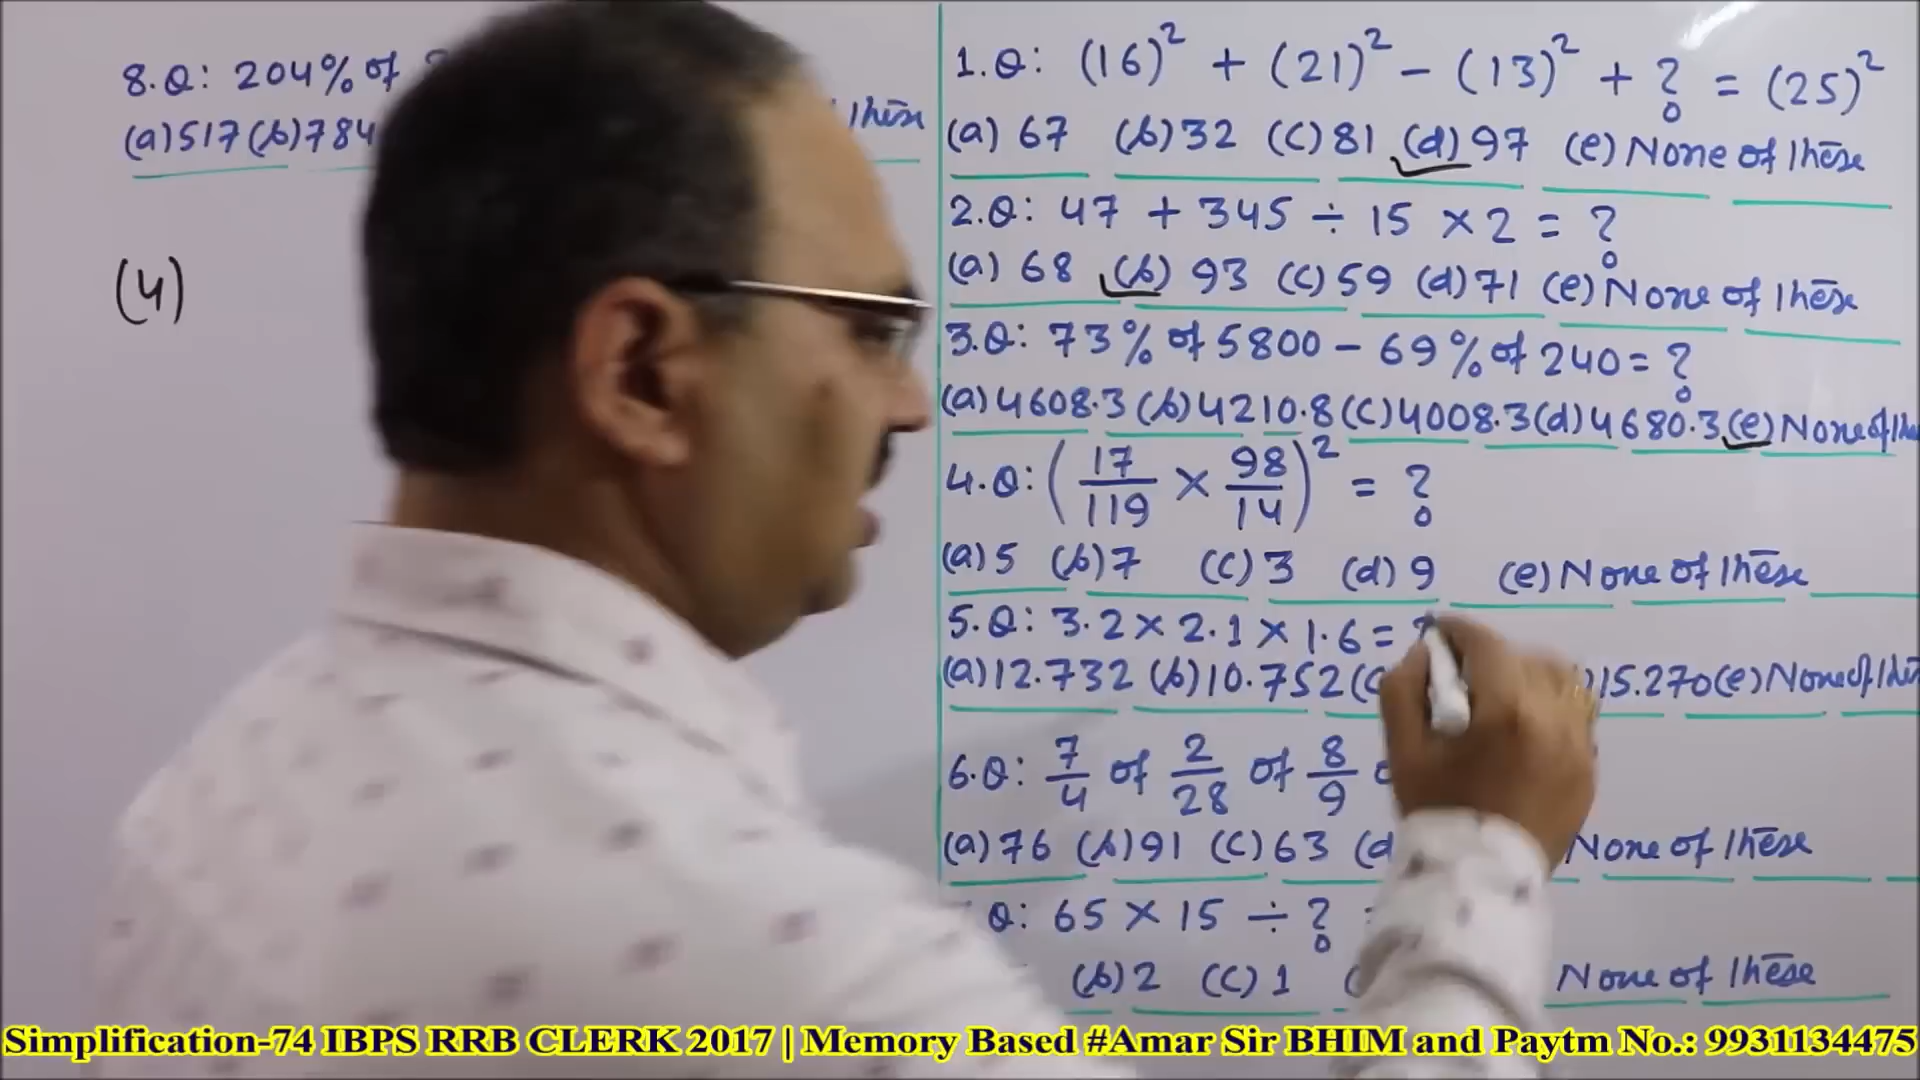 8.Q: 204% of
(a)517(b)784 these
(4)
1.Q: (16)² + (21)² - (13)² + ? = (25)²
(a) 67 (b) 32 (c) 81 (d) 97 (e) None of these
2.Q: 47 + 345 ÷ 15 × 2 = ?
(a) 68 (b) 93 (c) 59 (d) 71 (e) None of these
3.Q: 73% of 5800 - 69% of 240 = ?
(a) 4608.3 (b) 4210.8 (c) 4008.3 (d) 4680.3 (e) None of
4.Q: (17/119 × 98/14)² = ?
(a) 5 (b) 7 (c) 3 (d) 9 (e) None of these
5.Q: 3.2 × 2.1 × 1.6 =
(a) 12.732 (b) 10.752 (c 15.270 (e) None of
6.Q: 7/4 of 2/28 of 8/9
(a) 76 (b) 91 (c) 63 (d None of these
Q: 65 × 15 ÷ ?
(b) 2 (c) 1 None of these
Simplification-74 IBPS RRB CLERK 2017 | Memory Based #Amar Sir BHIM and Paytm No.: 9931134475